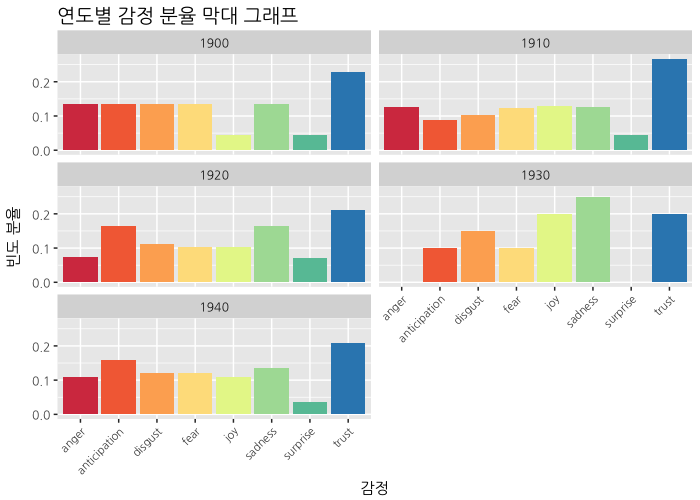 연도별 감정 분율 막대 그래프
1900
1910
0.2
0.1
0.0
1920
1930
0.2
0.1
0.0
빈도 분율
anger
anticipation
disgust
fear
joy
sadness
surprise
trust
1940
0.2
0.1
0.0
anger
anticipation
disgust
fear
joy
sadness
surprise
trust
감정